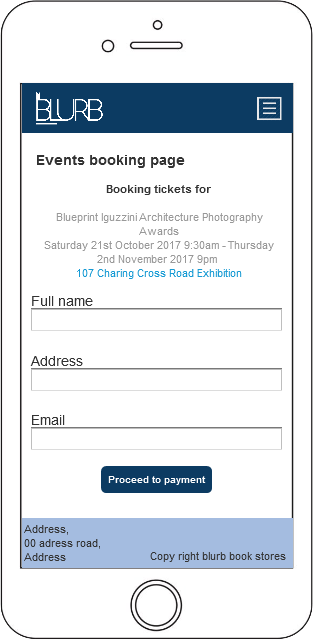 BLURB
Events booking page
Booking tickets for
Blueprint Iguzzini Architecture Photography
Awards
Saturday 21st October 2017 9:30am - Thursday
2nd November 2017 9pm
107 Charing Cross Road Exhibition
Full name
Address
Email
Proceed to payment
Address,
00 adress road,
Address
Copy right blurb book stores